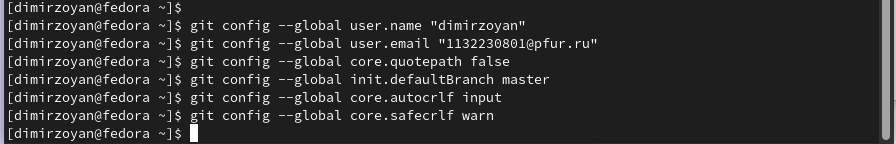 [dimirzoyan@fedora ~]$
[dimirzoyan@fedora ~]$ git config --global user.name "dimirzoyan"
[dimirzoyan@fedora ~]$ git config --global user.email "1132230801@pfur.ru"
[dimirzoyan@fedora ~]$ git config --global core.quotepath false
[dimirzoyan@fedora ~]$ git config --global init.defaultBranch master
[dimirzoyan@fedora ~]$ git config --global core.autocrlf input
[dimirzoyan@fedora ~]$ git config --global core.safecrlf warn
[dimirzoyan@fedora ~]$